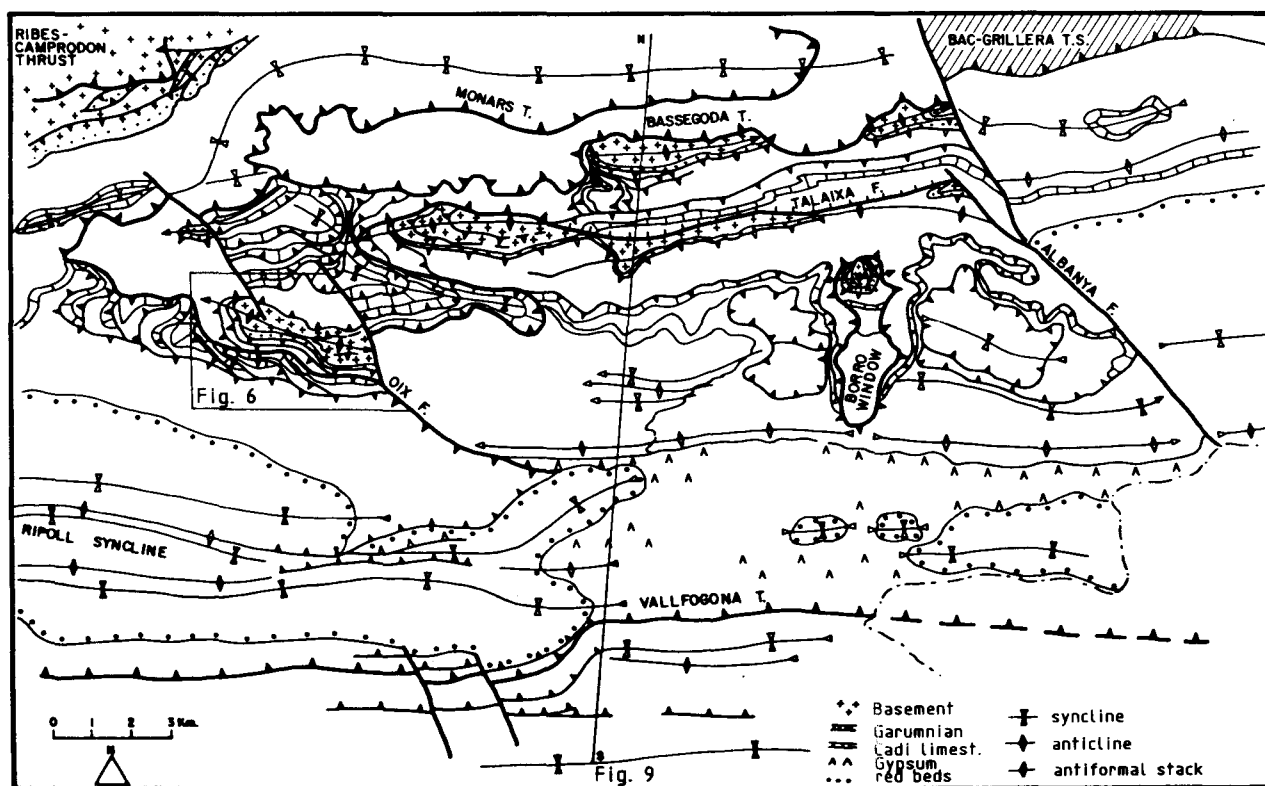 RIBES-
CAMPRODON
THRUST
N
BAC-GRILLERA T.S.
MONARS T.
BASSEGODA T.
TALAIXA F.
ALBANYA F.
BORRO
WINDOW
Fig. 6
OIX F.
RIPOLL SYNCLINE
VALLFOGONA T.
0 1 2 3 Km.
N
S
Fig. 9
Basement
Garumnian
Cadi limest.
Gypsum
red beds
syncline
anticline
antiformal stack